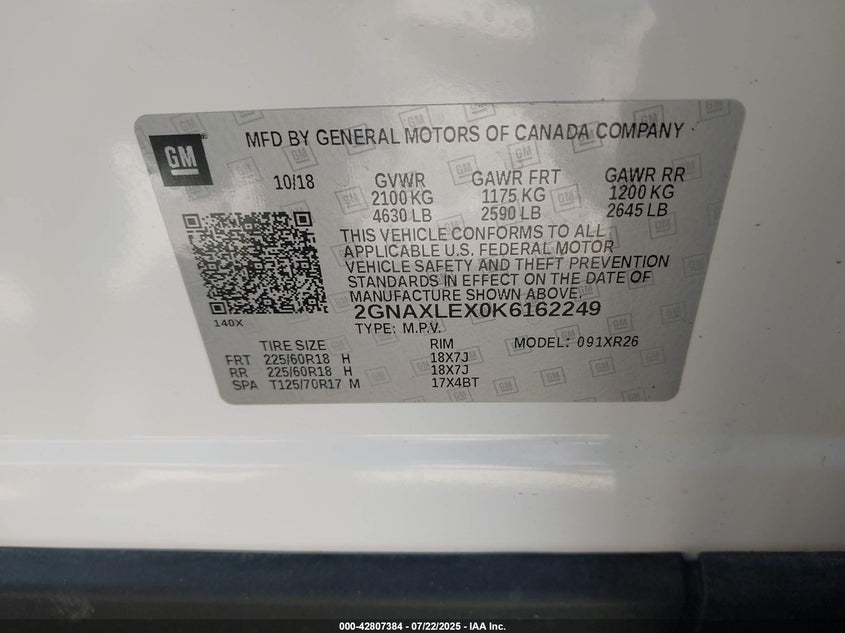 GM
MFD BY GENERAL MOTORS OF CANADA COMPANY
10/18 GVWR GAWR FRT GAWR RR
2100 KG 1175 KG 1200 KG
4630 LB 2590 LB 2645 LB
THIS VEHICLE CONFORMS TO ALL
APPLICABLE U.S. FEDERAL MOTOR
VEHICLE SAFETY AND THEFT PREVENTION
STANDARDS IN EFFECT ON THE DATE OF
MANUFACTURE SHOWN ABOVE.
140X 2GNAXLEX0K6162249
TYPE: M.P.V. MODEL: 091XR26
TIRE SIZE RIM
FRT 225/60R18 H 18X7J
RR 225/60R18 H 18X7J
SPA T125/70R17 M 17X4BT
000-42807384 / 07/22/2025 - IAA Inc.